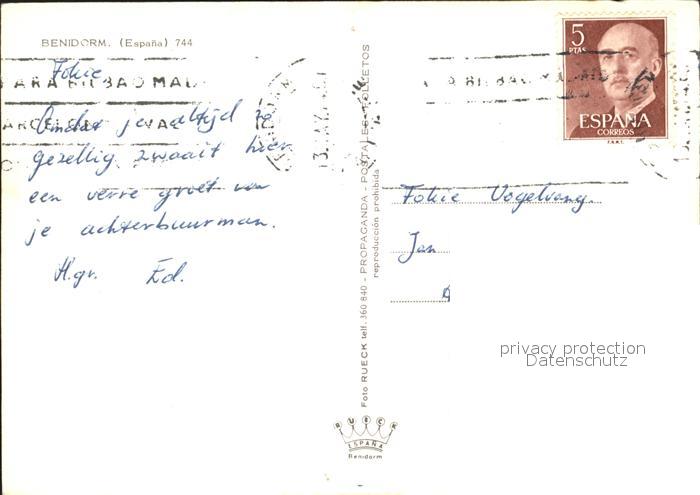 BENIDORM. (España) 744
Fokie
Omdat je altijd zo
gezellig zwaait hier
een verre groet van
je achterbuurman.
H.gr. Ed.
Foto RUECK telf. 360 840 - PROPAGANDA - POSTALES - FOLLETOS
reproducción prohibida
RUECK
ESPAÑA
Benidorm
5
PTAS
ESPAÑA
CORREOS
F.N.M.T.
Fokie Vogelvang.
Jan
A
privacy protection
Datenschutz